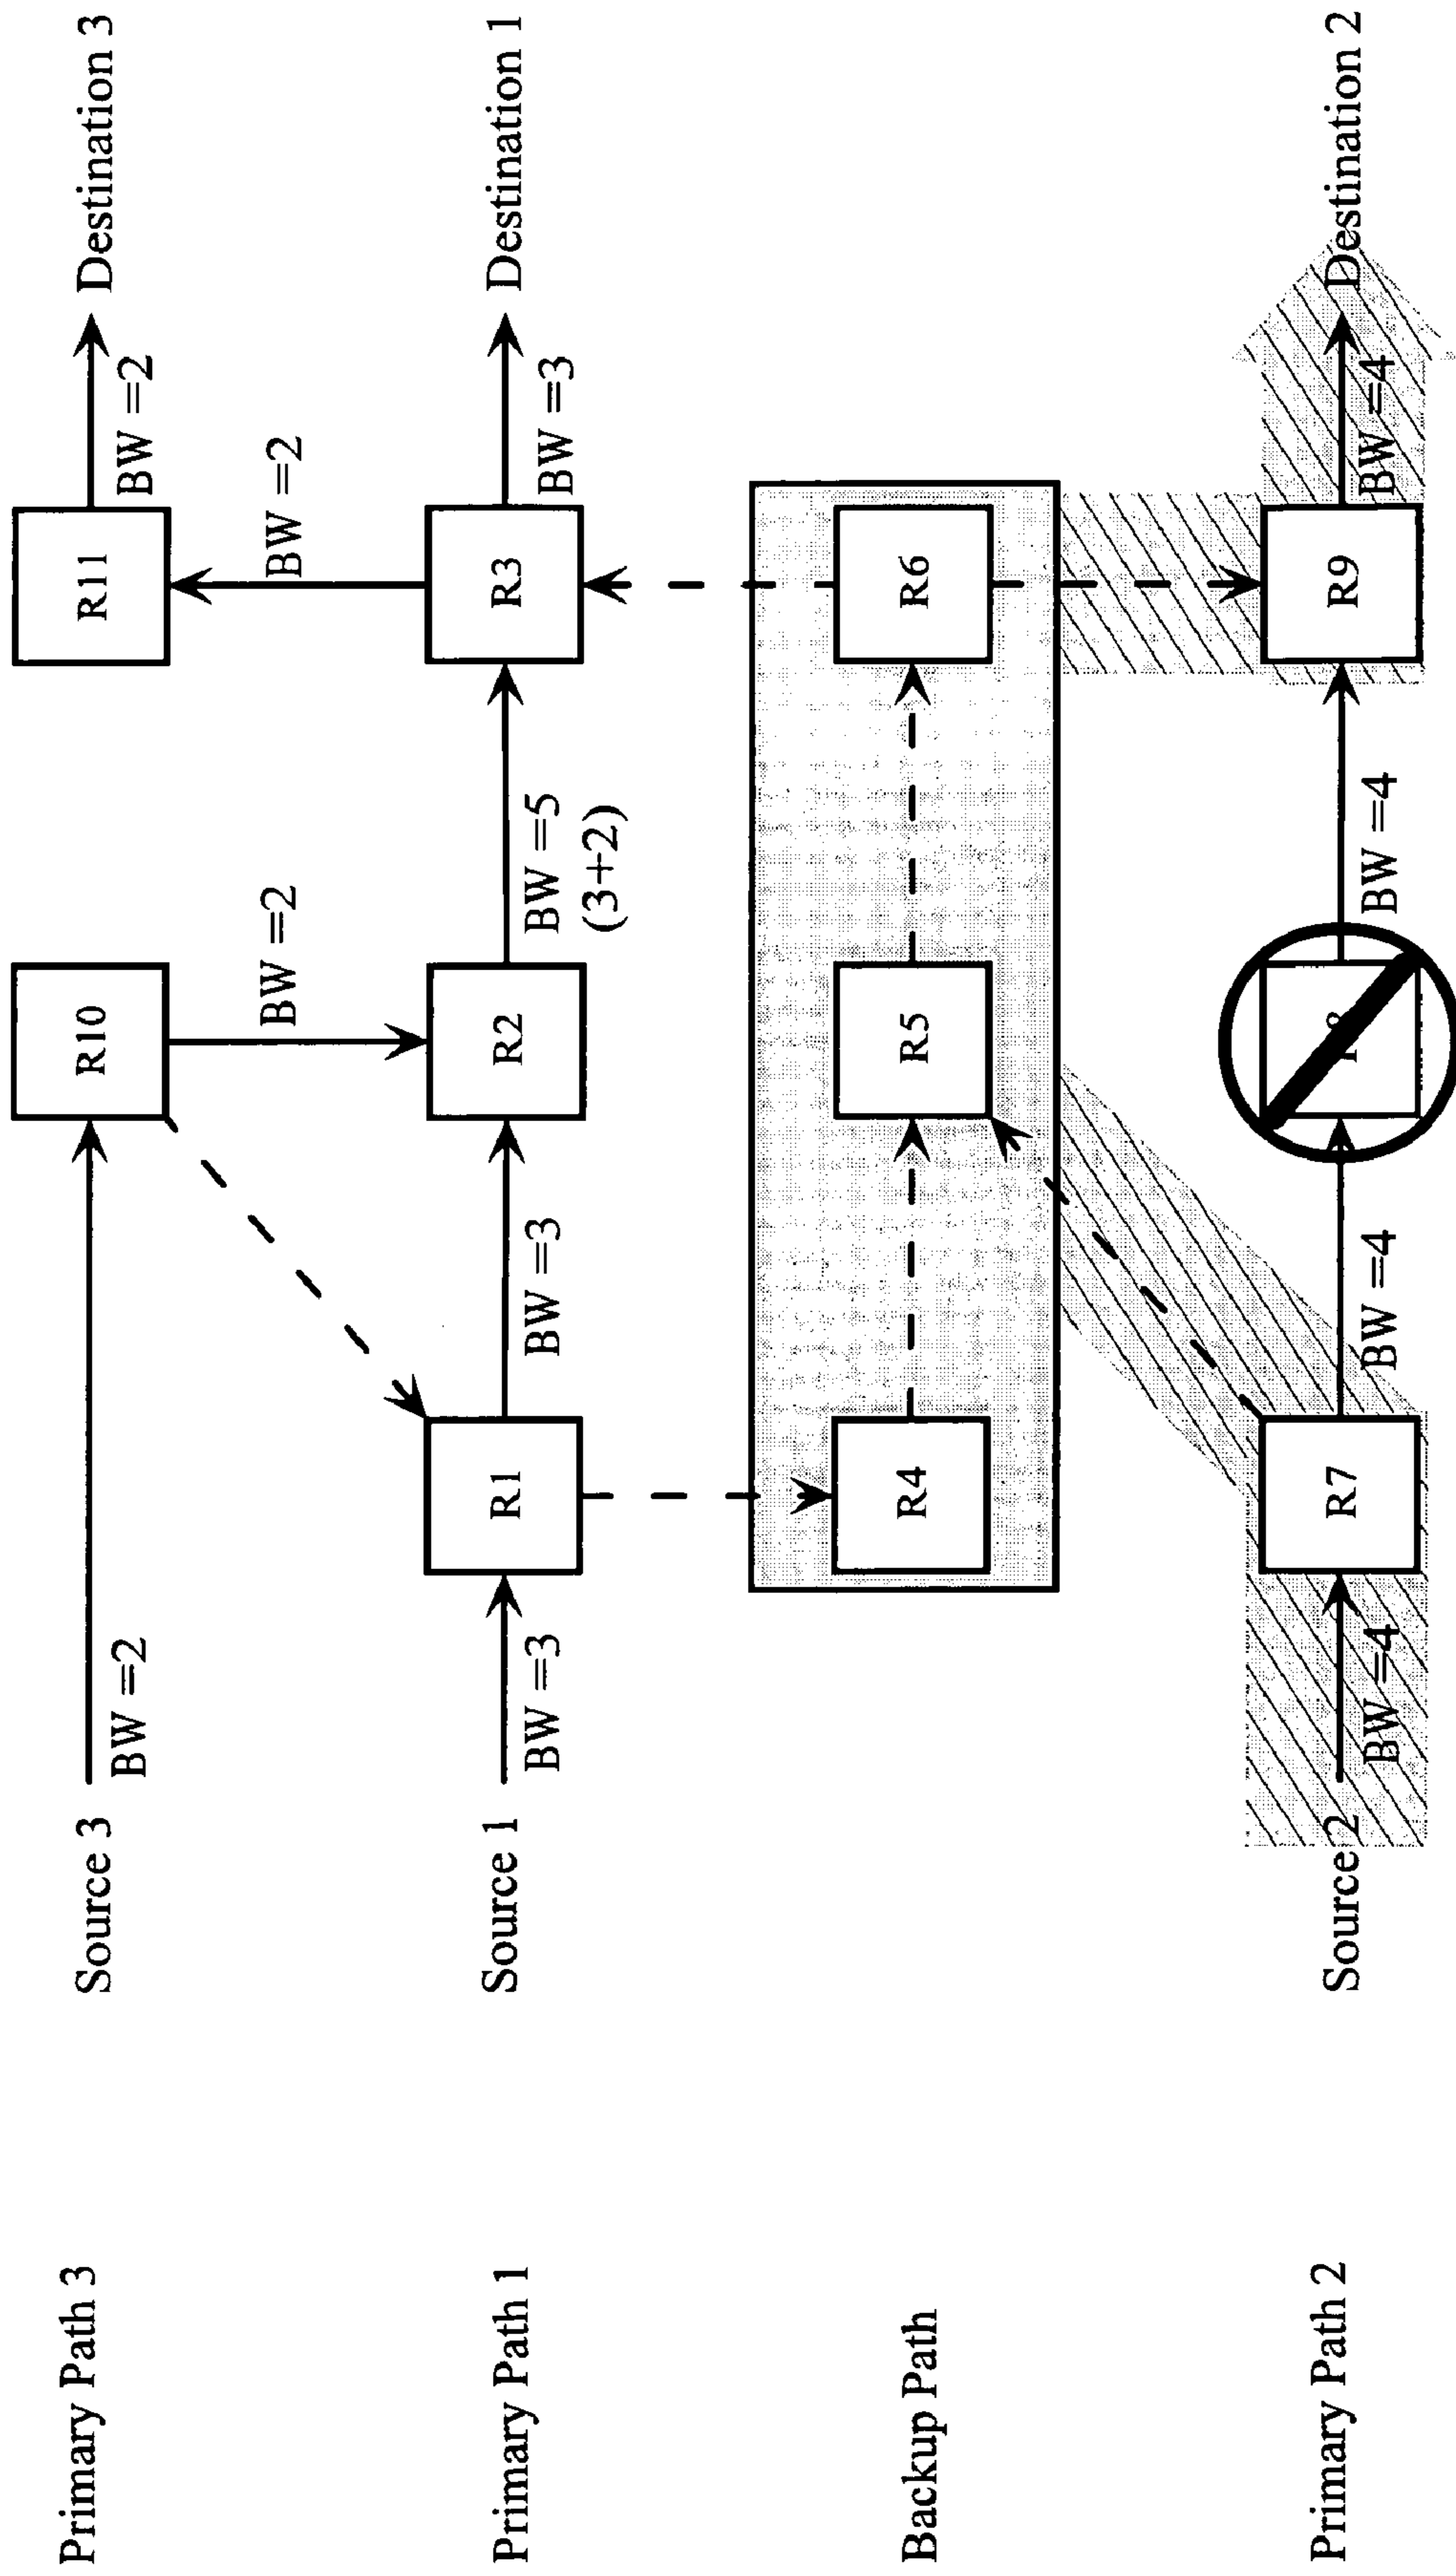 Primary Path 3
Source 3
BW =2
R10
BW =2
R11
BW =2
BW =2
Destination 3
Primary Path 1
Source 1
BW =3
R1
BW =3
R2
BW =5
(3+2)
R3
BW =3
Destination 1
Backup Path
R4
R5
R6
Primary Path 2
Source 2
BW =4
R7
BW =4
BW =4
R9
BW =4
Destination 2